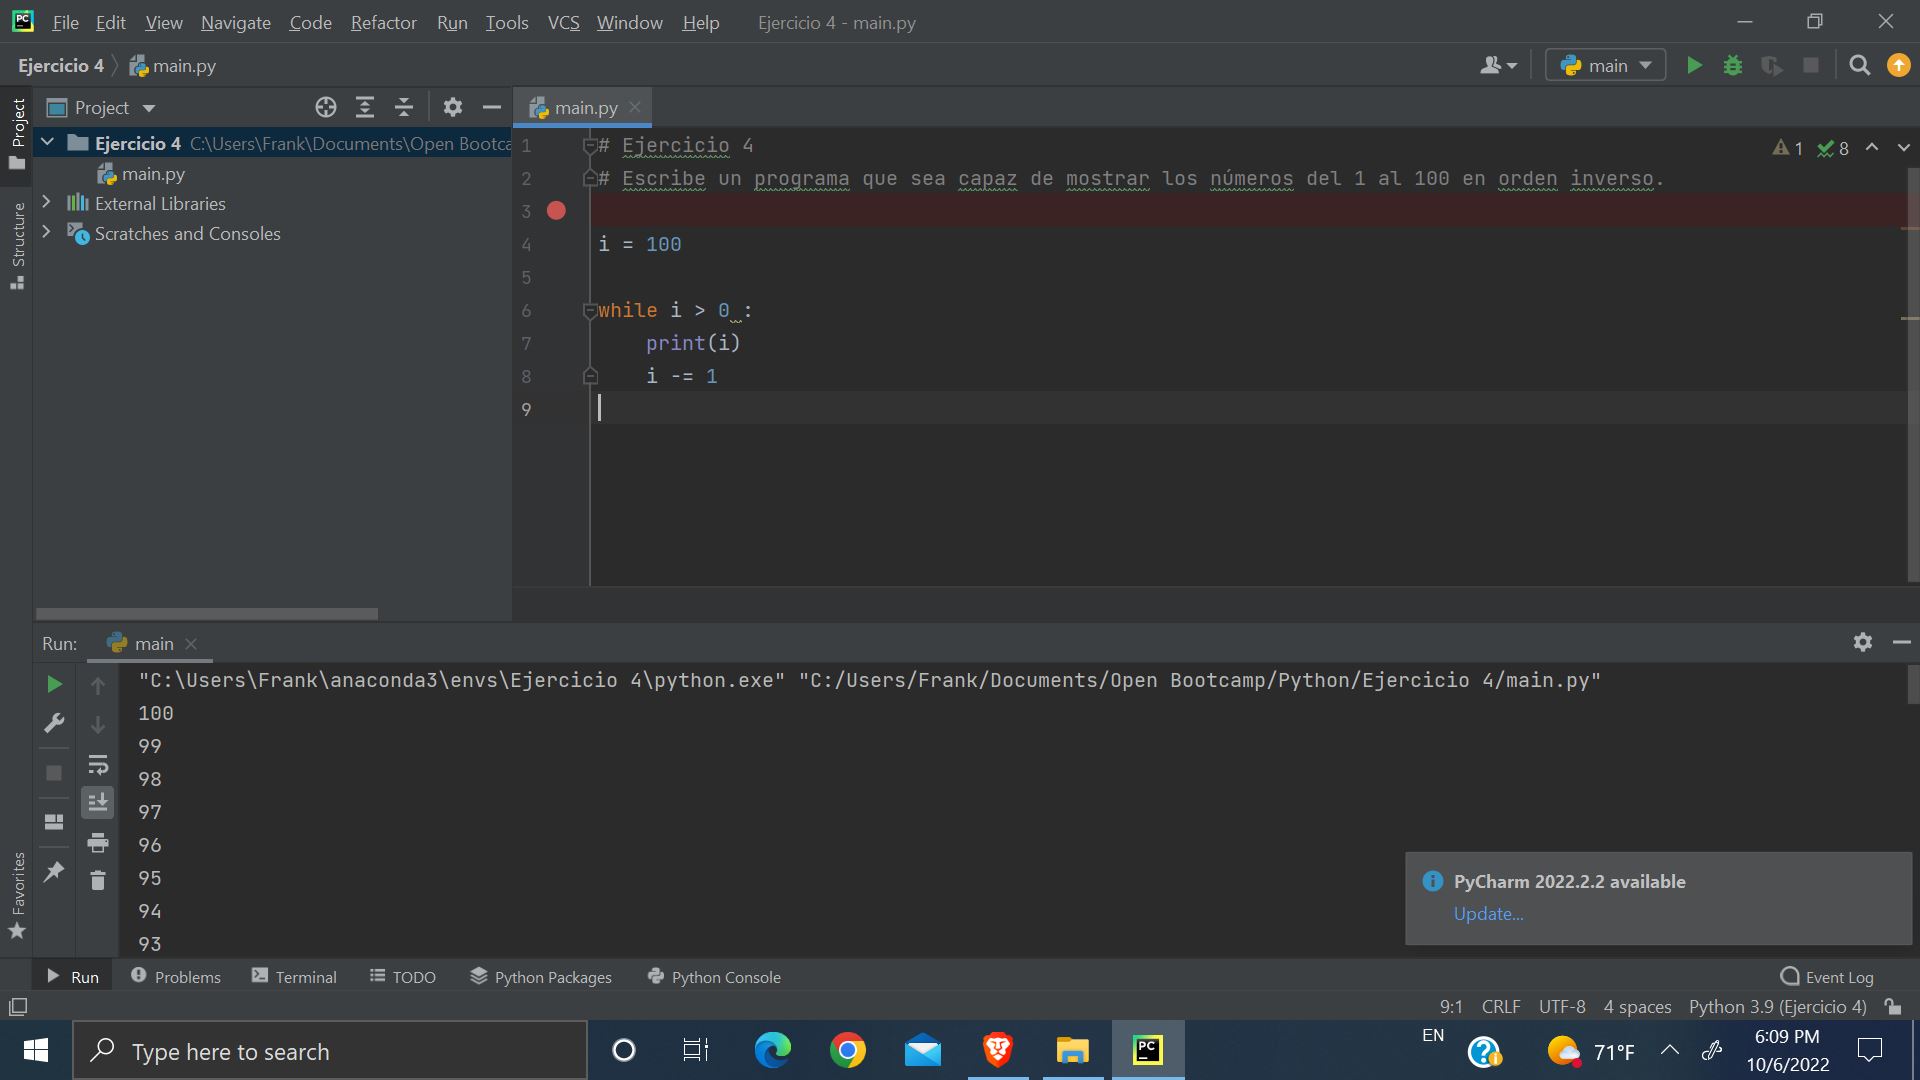 File Edit View Navigate Code Refactor Run Tools VCS Window Help Ejercicio 4 - main.py
Ejercicio 4 main.py
main
Project
main.py
Project
Structure
Favorites
Ejercicio 4 C:\Users\Frank\Documents\Open Bootca
main.py
External Libraries
Scratches and Consoles
1 # Ejercicio 4
1 8
2 # Escribe un programa que sea capaz de mostrar los números del 1 al 100 en orden inverso.
3
4 i = 100
5
6 while i > 0 :
7 print(i)
8 i -= 1
9
Run: main
"C:\Users\Frank\anaconda3\envs\Ejercicio 4\python.exe" "C:/Users/Frank/Documents/Open Bootcamp/Python/Ejercicio 4/main.py"
100
99
98
97
96
95
94
93
PyCharm 2022.2.2 available
Update...
Run Problems Terminal TODO Python Packages Python Console Event Log
9:1 CRLF UTF-8 4 spaces Python 3.9 (Ejercicio 4)
Type here to search
PC
EN
71°F
6:09 PM
10/6/2022